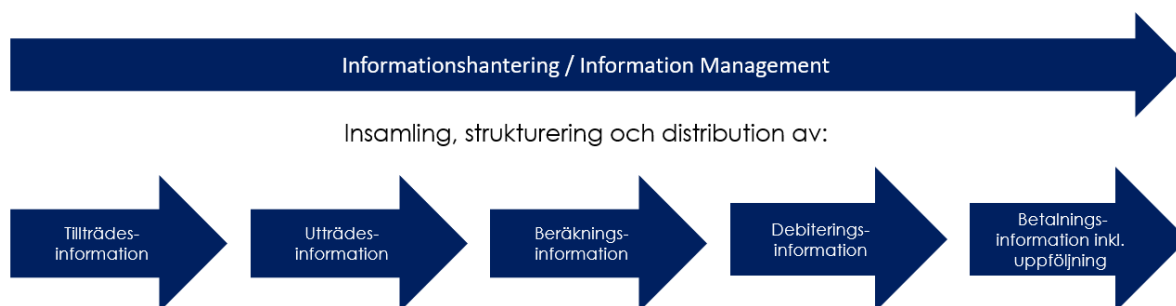 Informationshantering / Information Management
Insamling, strukturering och distribution av:
Tillträdes-
information
Utträdes-
information
Beräknings-
information
Debiterings-
information
Betalnings-
information inkl.
uppföljning